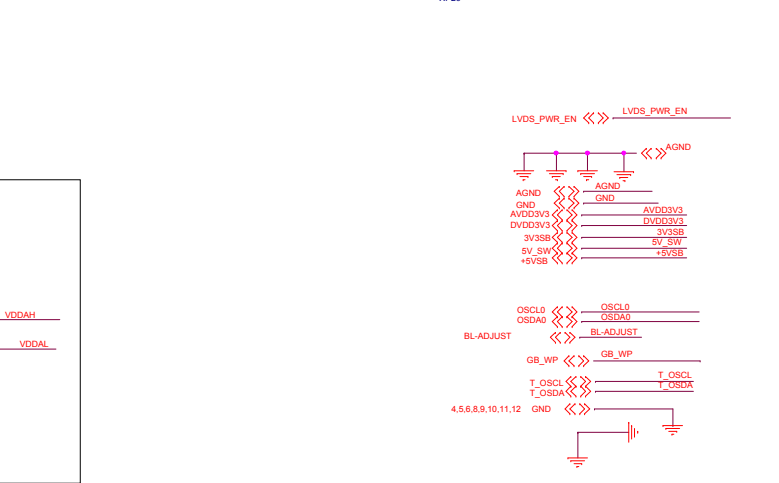 LVDS_PWR_EN LVDS_PWR_EN
AGND
AGND AGND
GND GND
AVDD3V3 AVDD3V3
DVDD3V3 DVDD3V3
3V3SB 3V3SB
5V_SW 5V_SW
+5VSB +5VSB
OSCL0 OSCL0
OSDA0 OSDA0
VDDAH
BL-ADJUST BL-ADJUST
VDDAL
GB_WP GB_WP
T_OSCL T_OSCL
T_OSDA T_OSDA
4,5,6,8,9,10,11,12 GND